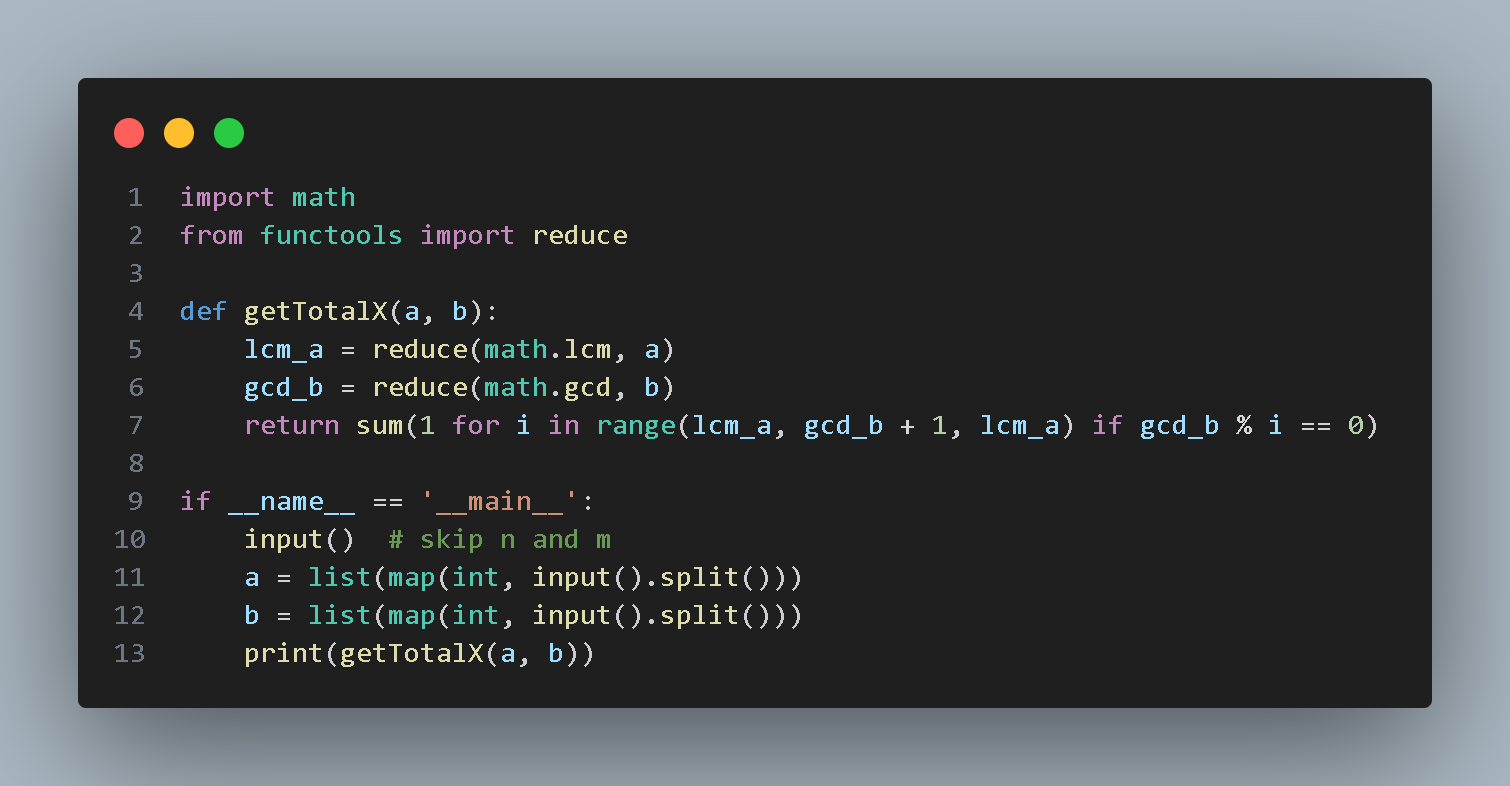 1 import math
2 from functools import reduce
3
4 def getTotalX(a, b):
5     lcm_a = reduce(math.lcm, a)
6     gcd_b = reduce(math.gcd, b)
7     return sum(1 for i in range(lcm_a, gcd_b + 1, lcm_a) if gcd_b % i == 0)
8
9 if __name__ == '__main__':
10     input()  # skip n and m
11     a = list(map(int, input().split()))
12     b = list(map(int, input().split()))
13     print(getTotalX(a, b))